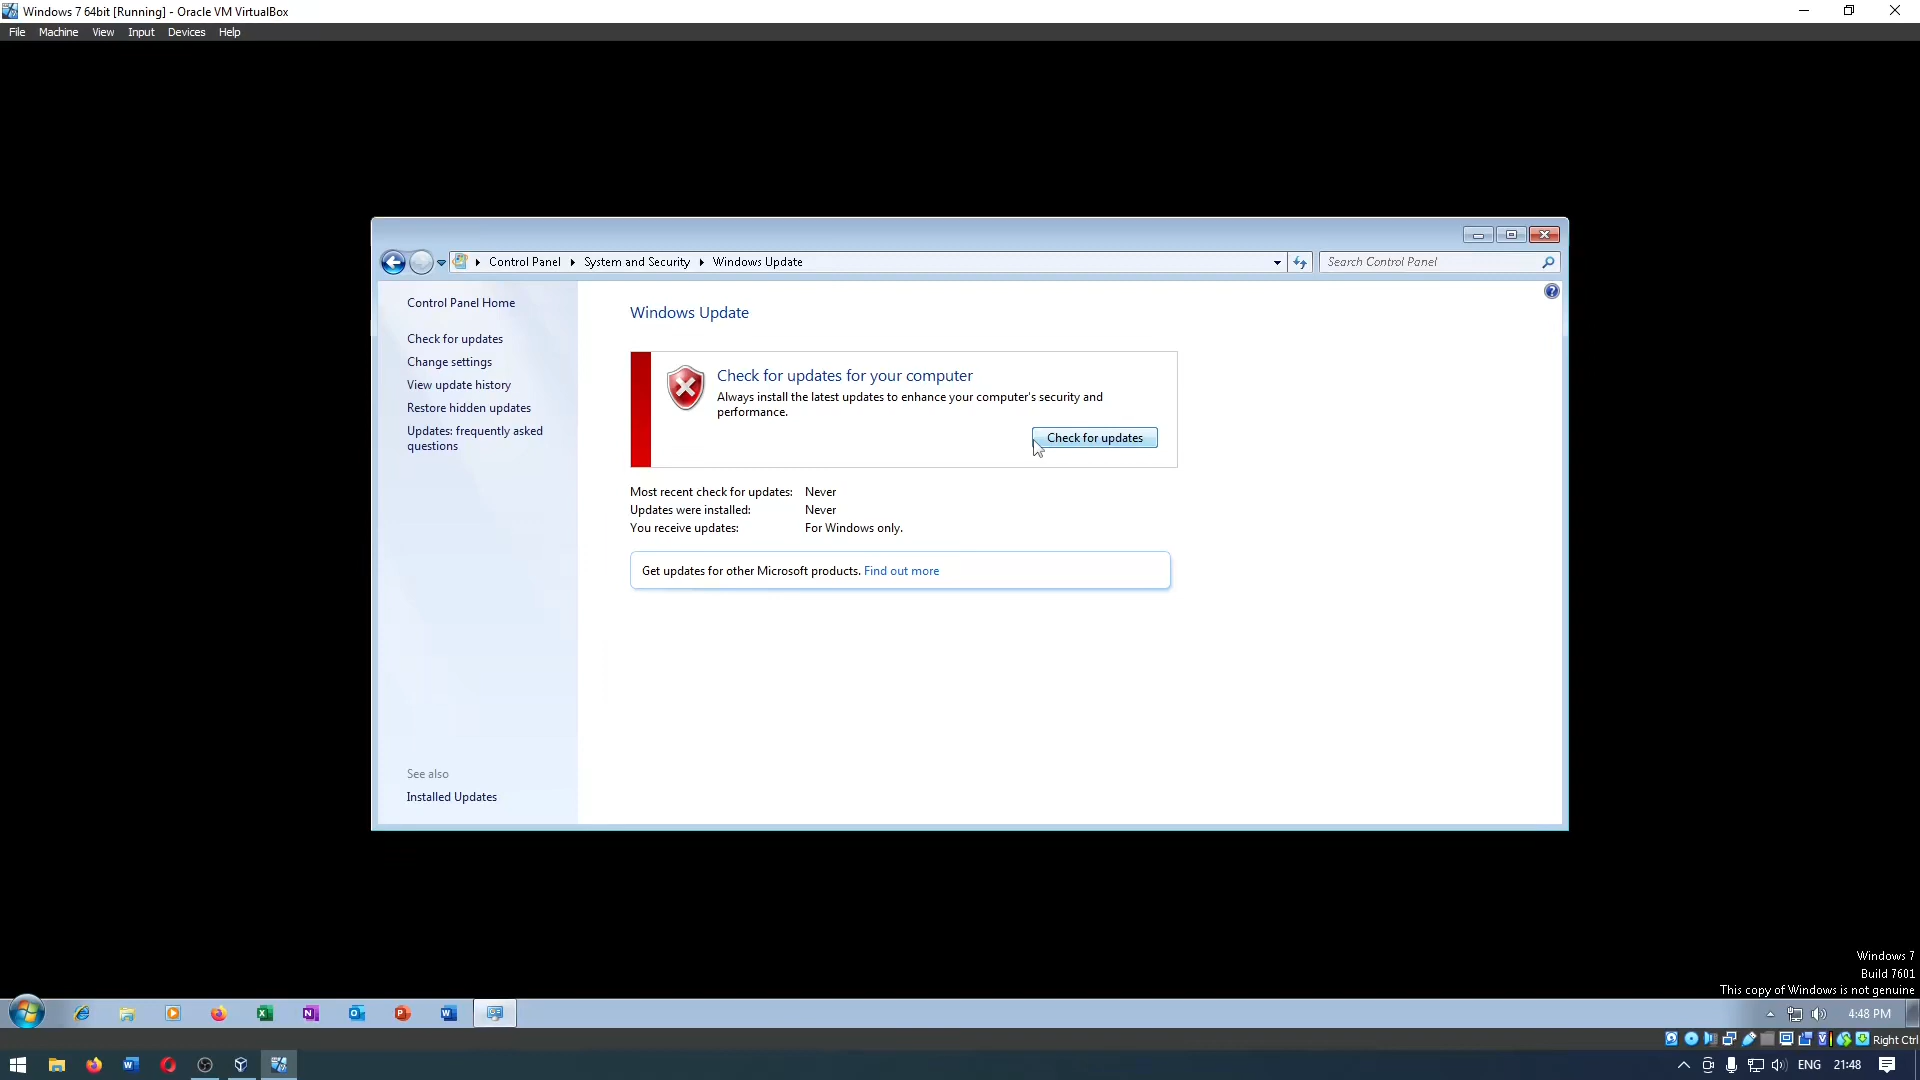 Windows 7 64bit [Running] - Oracle VM VirtualBox
File Machine View Input Devices Help
Control Panel System and Security Windows Update
Search Control Panel
Control Panel Home
Check for updates
Change settings
View update history
Restore hidden updates
Updates: frequently asked
questions
See also
Installed Updates
Windows Update
Check for updates for your computer
Always install the latest updates to enhance your computer's security and
performance.
Check for updates
Most recent check for updates: Never
Updates were installed: Never
You receive updates: For Windows only.
Get updates for other Microsoft products. Find out more
Windows 7
Build 7601
This copy of Windows is not genuine
4:48 PM
Right Ctrl
ENG 21:48